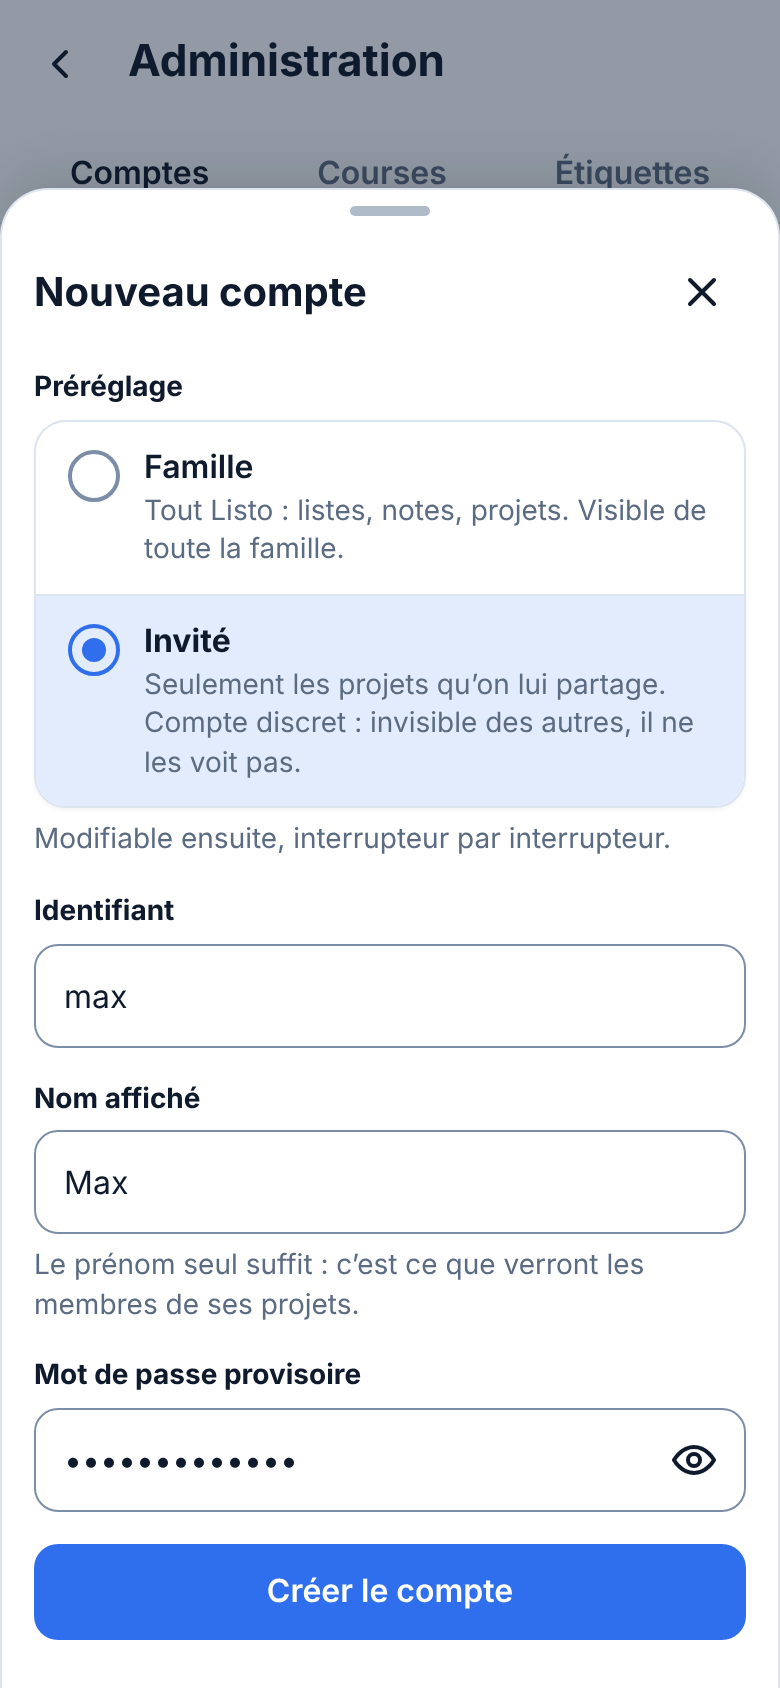 Administration
Comptes Courses Étiquettes
Nouveau compte
Préréglage
Famille
Tout Listo : listes, notes, projets. Visible de
toute la famille.
Invité
Seulement les projets qu’on lui partage.
Compte discret : invisible des autres, il ne
les voit pas.
Modifiable ensuite, interrupteur par interrupteur.
Identifiant
max
Nom affiché
Max
Le prénom seul suffit : c’est ce que verront les
membres de ses projets.
Mot de passe provisoire
•••••••••••••
Créer le compte